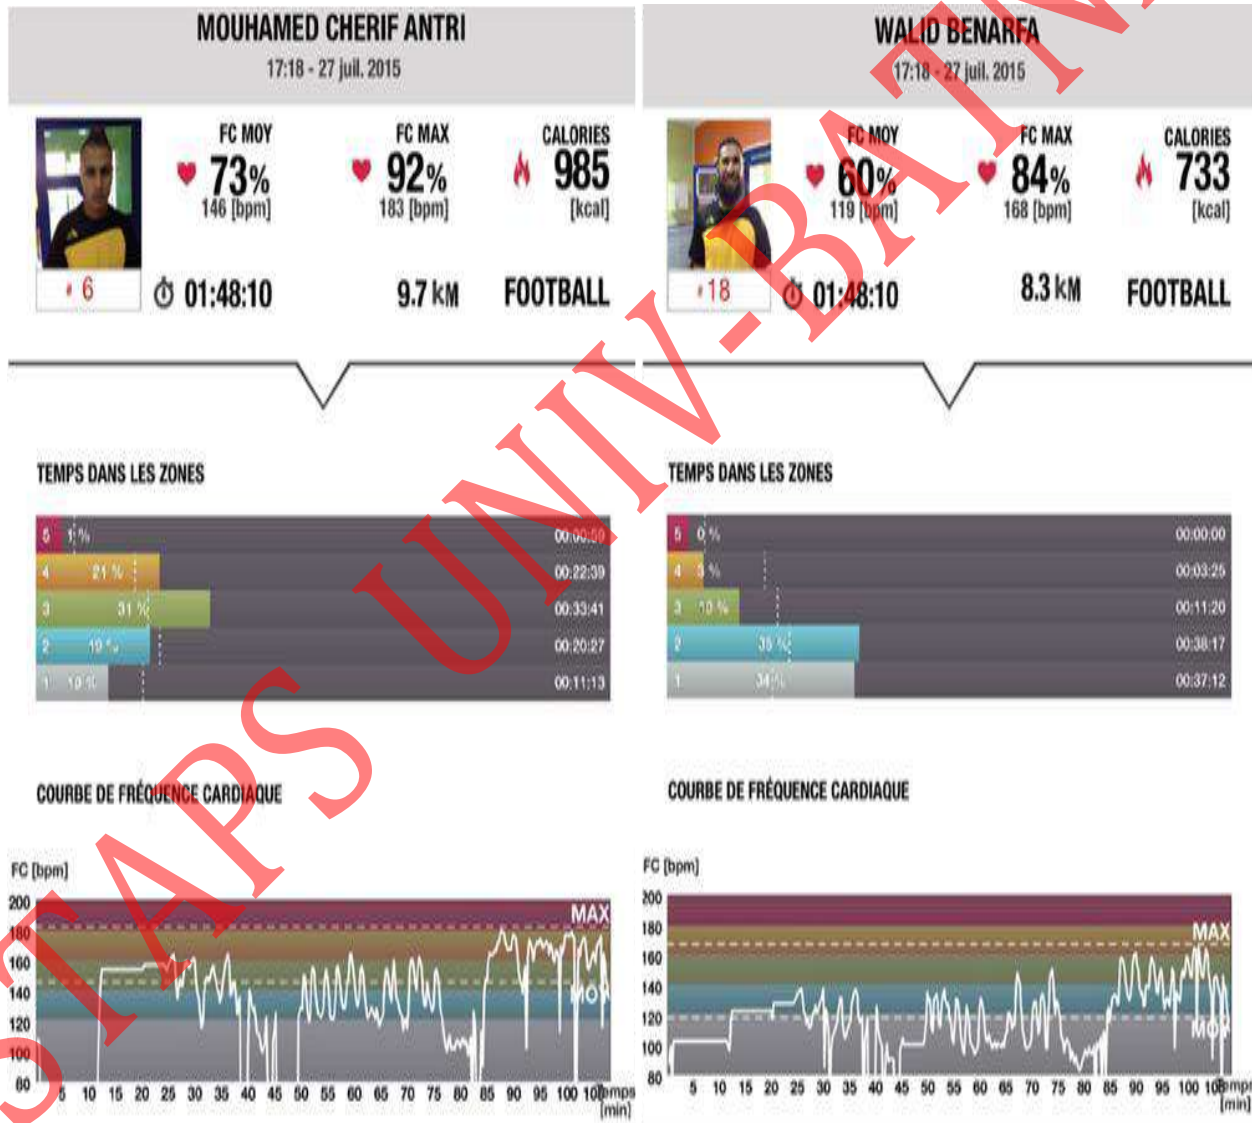 MOUHAMED CHERIF ANTRI
17:18 - 27 juil. 2015
FC MOY
73%
146 [bpm]
FC MAX
92%
183 [bpm]
CALORIES
985
[kcal]
6
01:48:10
9.7 kM
FOOTBALL
TEMPS DANS LES ZONES
5 1 % 00:00:59
4 21 % 00:22:39
3 31 % 00:33:41
2 19 % 00:20:27
1 10 % 00:11:13
COURBE DE FRÉQUENCE CARDIAQUE
FC [bpm]
200
180
160
140
120
100
80
MAX
5 10 15 20 25 30 35 40 45 50 55 60 65 70 75 80 85 90 95 100
[min]
WALID BENARFA
17:18 - 27 juil. 2015
FC MOY
60%
119 [bpm]
FC MAX
84%
168 [bpm]
CALORIES
733
[kcal]
18
01:48:10
8.3 kM
FOOTBALL
TEMPS DANS LES ZONES
5 0 % 00:00:00
4 3 % 00:03:25
3 10 % 00:11:20
2 35 % 00:38:17
1 34 % 00:37:12
COURBE DE FRÉQUENCE CARDIAQUE
FC [bpm]
200
180
160
140
120
100
80
MAX
MOY
5 10 15 20 25 30 35 40 45 50 55 60 65 70 75 80 85 90 95 100
[min]
STAPS UNIV-BATN